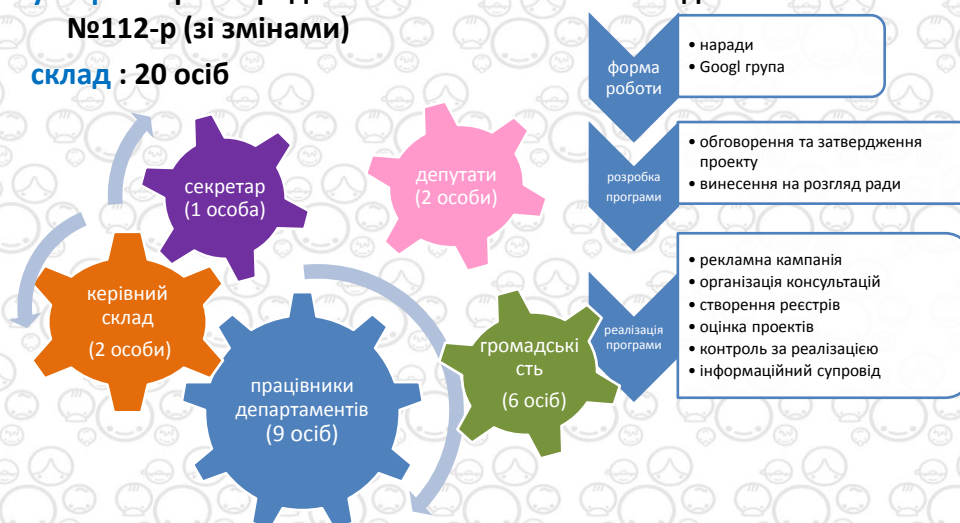 №112-р (зі змінами)
склад : 20 осіб
секретар
(1 особа)
депутати
(2 особи)
керівний
склад
(2 особи)
працівники
департаментів
(9 осіб)
громадські
сть
(6 осіб)
форма
роботи
• наради
• Googl група
розробка
програми
• обговорення та затвердження
проекту
• винесення на розгляд ради
реалізація
програми
• рекламна кампанія
• організація консультацій
• створення реєстрів
• оцінка проектів
• контроль за реалізацією
• інформаційний супровід